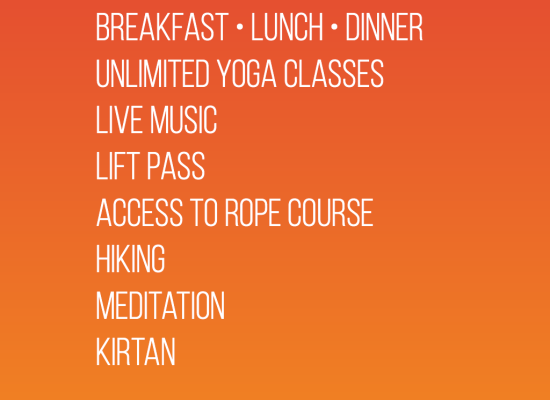 BREAKFAST • LUNCH • DINNER
UNLIMITED YOGA CLASSES
LIVE MUSIC
LIFT PASS
ACCESS TO ROPE COURSE
HIKING
MEDITATION
KIRTAN